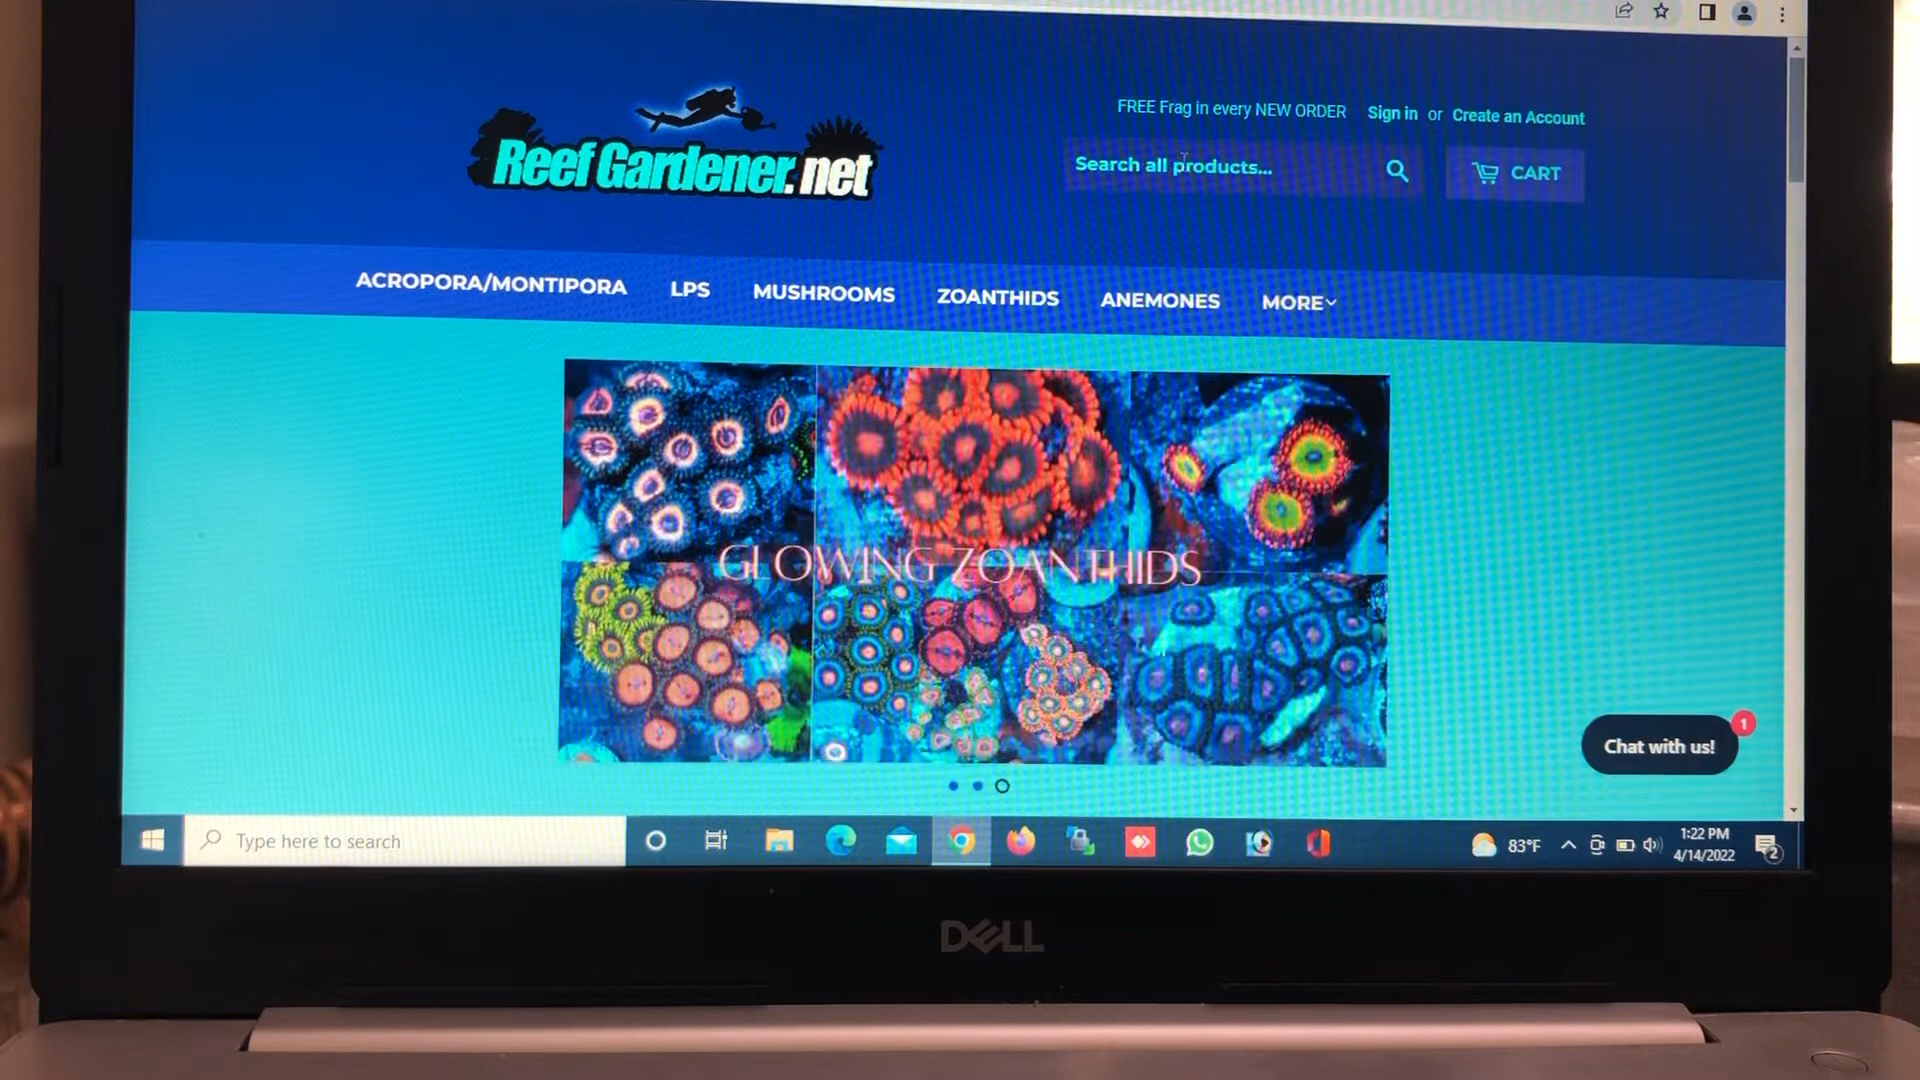 ReefGardener.net
FREE Frag in every NEW ORDER Sign in or Create an Account
Search all products...
CART
ACROPORA/MONTIPORA LPS MUSHROOMS ZOANTHIDS ANEMONES MORE
GLOWING ZOANTHIDS
1
Chat with us!
Type here to search
83°F
1:22 PM
4/14/2022
2
DELL